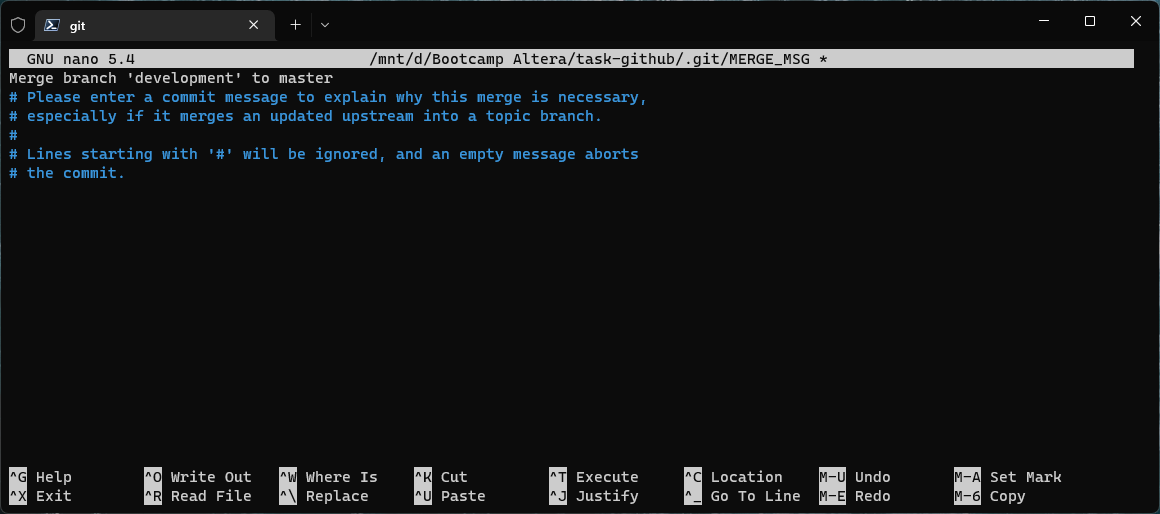 git
GNU nano 5.4 /mnt/d/Bootcamp Altera/task-github/.git/MERGE_MSG *
Merge branch 'development' to master
# Please enter a commit message to explain why this merge is necessary,
# especially if it merges an updated upstream into a topic branch.
#
# Lines starting with '#' will be ignored, and an empty message aborts
# the commit.
^G Help ^O Write Out ^W Where Is ^K Cut ^T Execute ^C Location M-U Undo M-A Set Mark
^X Exit ^R Read File ^\ Replace ^U Paste ^J Justify ^_ Go To Line M-E Redo M-6 Copy